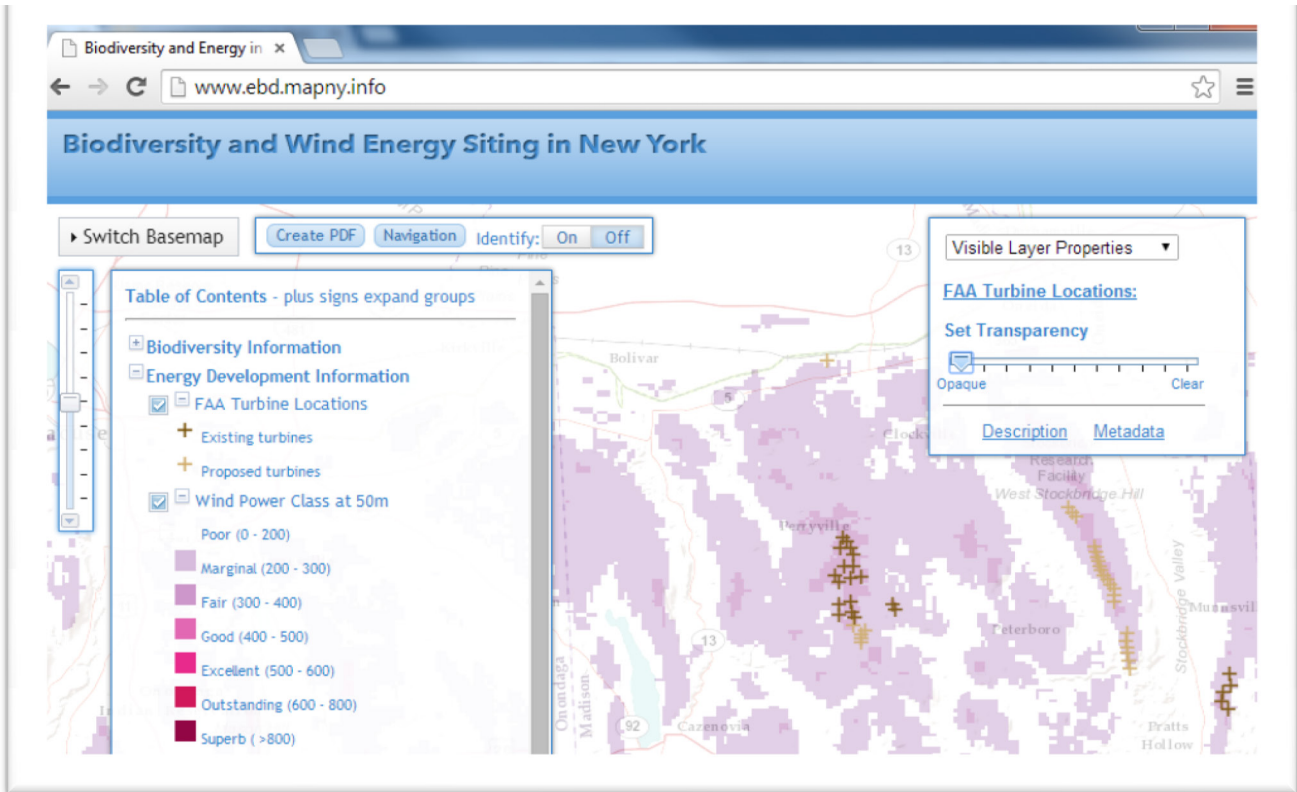 Biodiversity and Energy in
www.ebd.mapny.info
Biodiversity and Wind Energy Siting in New York
Switch Basemap
Create PDF Navigation Identify: On Off
Table of Contents - plus signs expand groups
Biodiversity Information
Energy Development Information
FAA Turbine Locations
Existing turbines
Proposed turbines
Wind Power Class at 50m
Poor (0 - 200)
Marginal (200 - 300)
Fair (300 - 400)
Good (400 - 500)
Excellent (500 - 600)
Outstanding (600 - 800)
Superb ( >800)
Visible Layer Properties
FAA Turbine Locations:
Set Transparency
Opaque Clear
Description Metadata
13
Bolivar
5
Clockv
Research
Facility
West Stockbridge Hill
Perryville
Stockbridge Valley
Munnsvil
Peterboro
13
Onondaga
Madison
92
Cazenovia
Pratts
Hollow